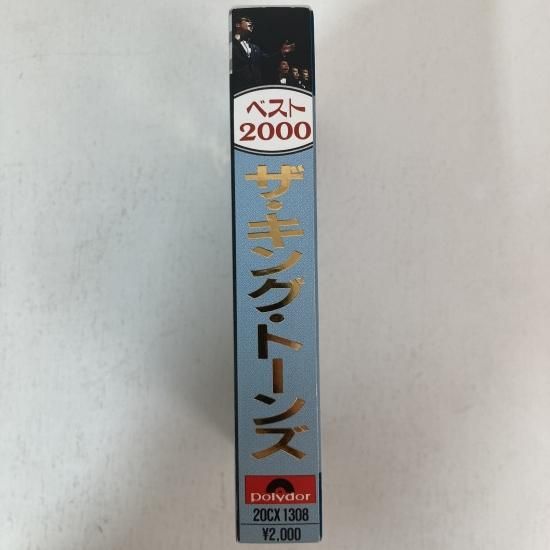 ベスト
2000
ザ・キング・トーンズ
polydor
20CX 1308
¥2,000